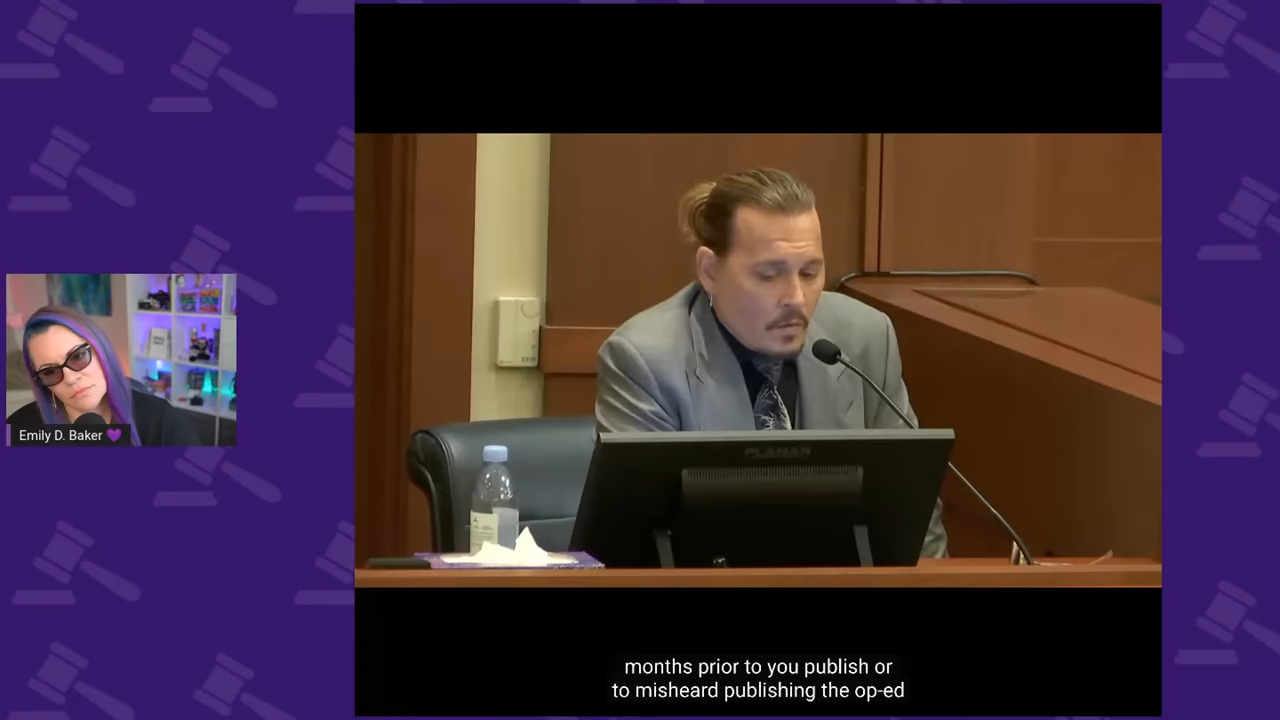 PLANAR
Emily D. Baker 💜
months prior to you publish or
to misheard publishing the op-ed